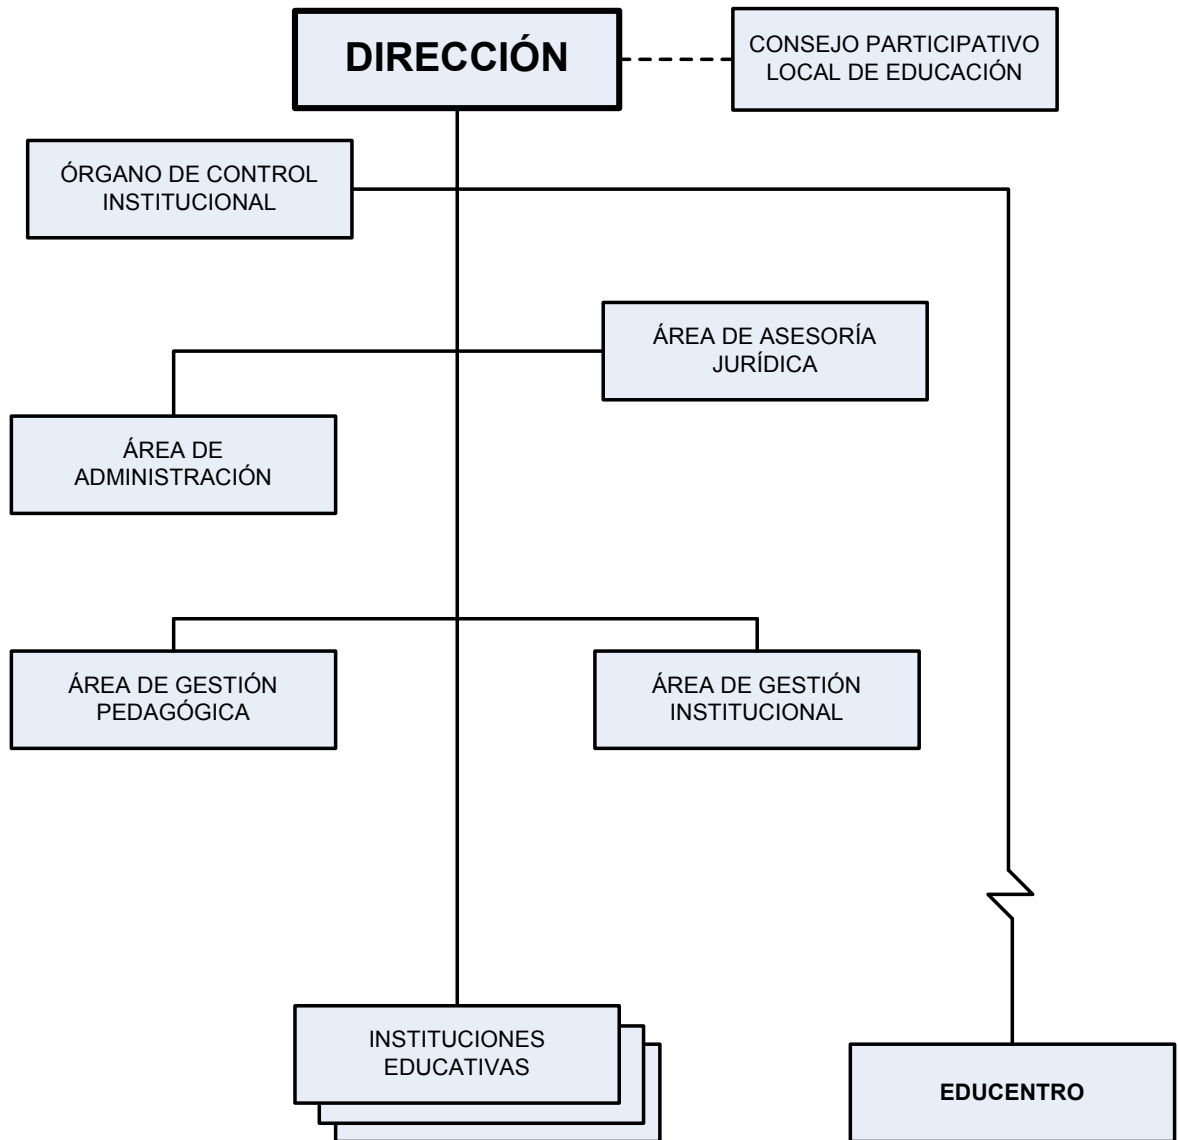 DIRECCIÓN
CONSEJO PARTICIPATIVO
LOCAL DE EDUCACIÓN
ÓRGANO DE CONTROL
INSTITUCIONAL
ÁREA DE ASESORÍA
JURÍDICA
ÁREA DE
ADMINISTRACIÓN
ÁREA DE GESTIÓN
PEDAGÓGICA
ÁREA DE GESTIÓN
INSTITUCIONAL
INSTITUCIONES
EDUCATIVAS
EDUCENTRO